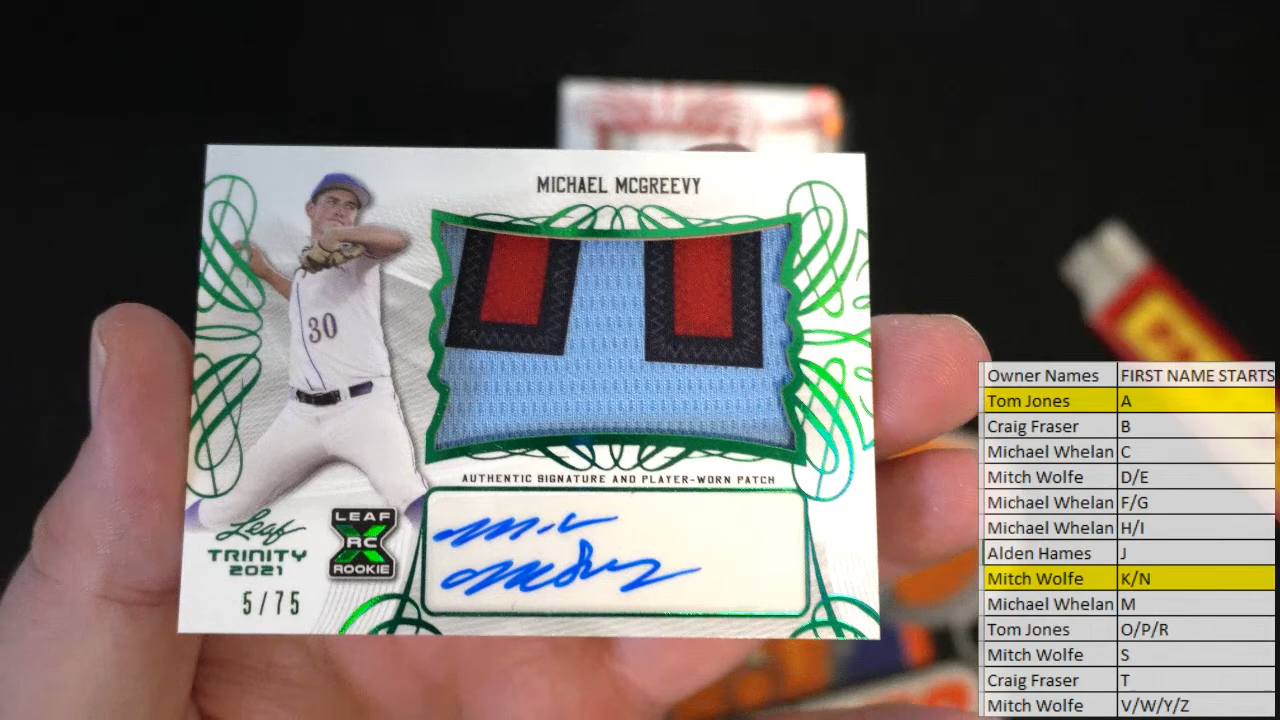 MICHAEL MCGREEVY
30
AUTHENTIC SIGNATURE AND PLAYER-WORN PATCH
Leaf
TRINITY
2021
LEAF
X
RC
ROOKIE
5/75
Owner Names FIRST NAME STARTS
Tom Jones A
Craig Fraser B
Michael Whelan C
Mitch Wolfe D/E
Michael Whelan F/G
Michael Whelan H/I
Alden Hames J
Mitch Wolfe K/N
Michael Whelan M
Tom Jones O/P/R
Mitch Wolfe S
Craig Fraser T
Mitch Wolfe V/W/Y/Z